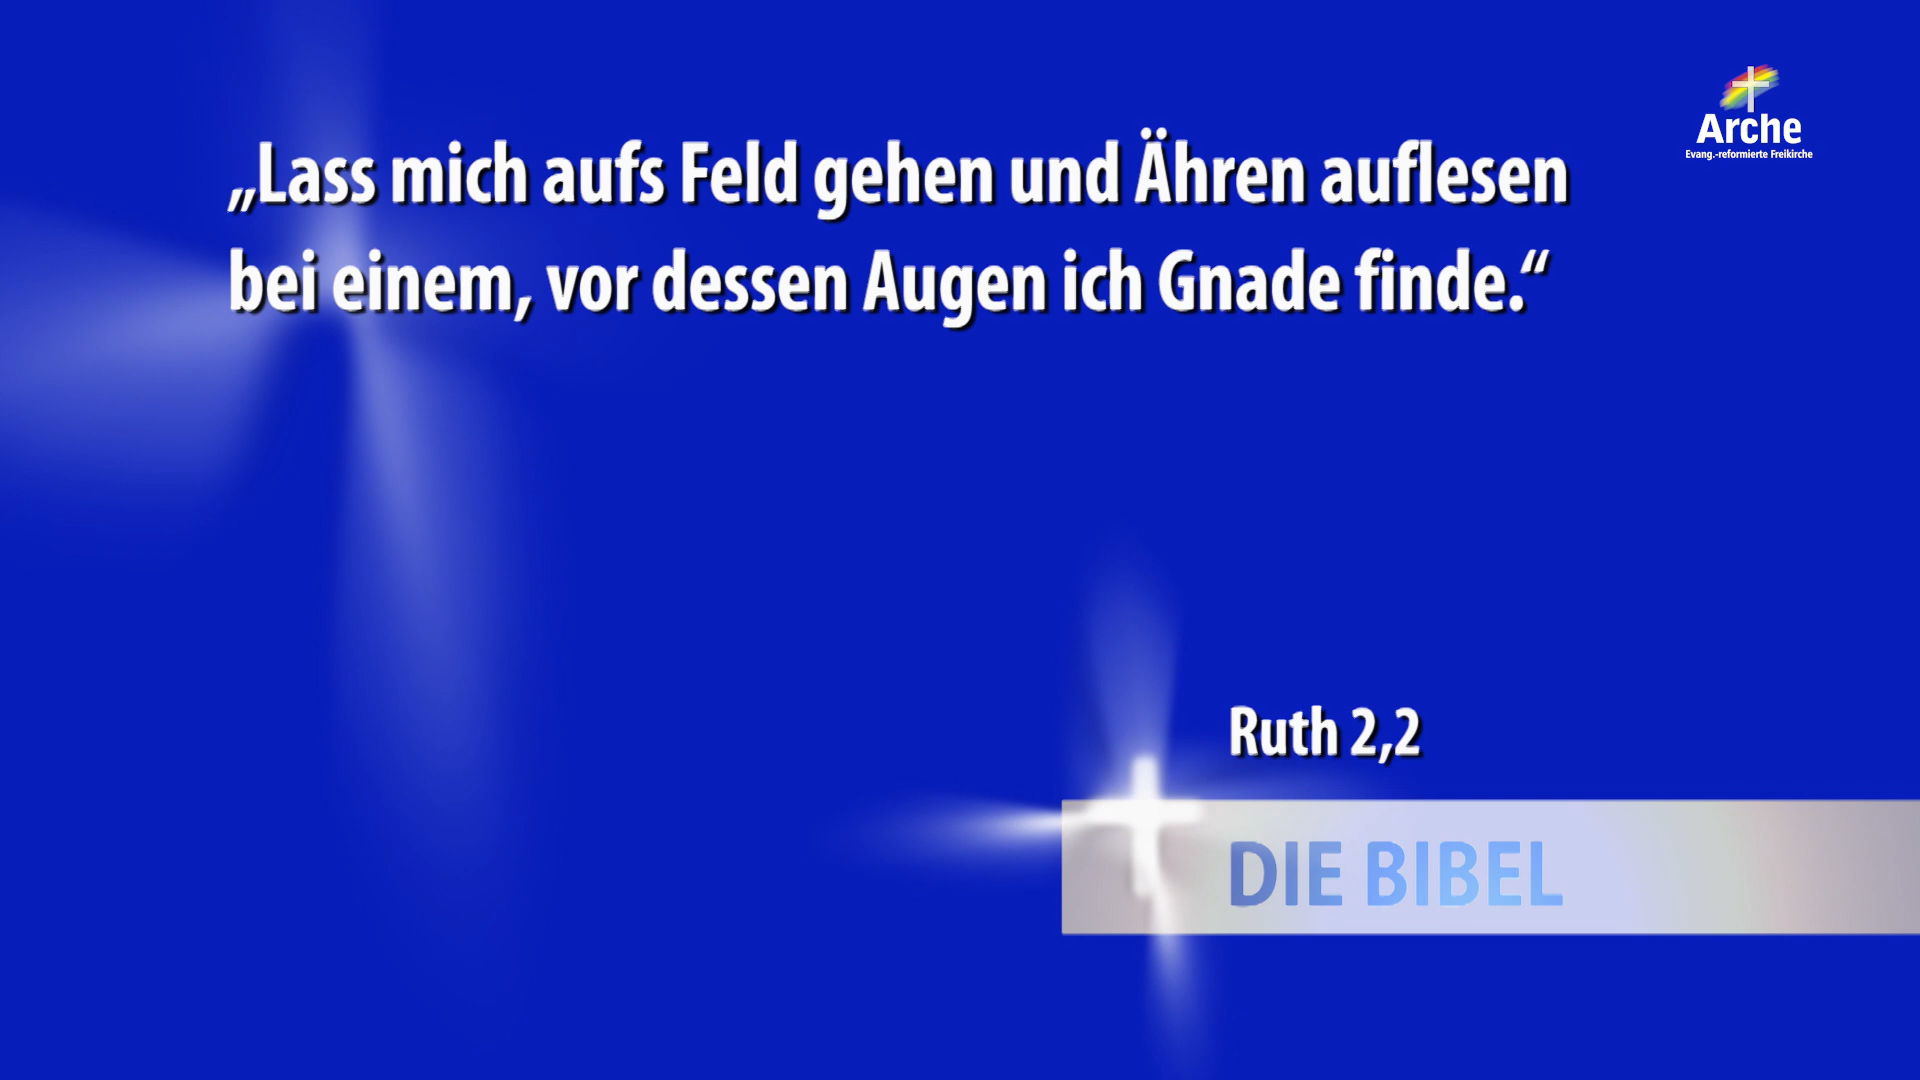 Arche
Evang.-reformierte Freikirche
„Lass mich aufs Feld gehen und Ähren auflesen
bei einem, vor dessen Augen ich Gnade finde.“
Ruth 2,2
DIE BIBEL